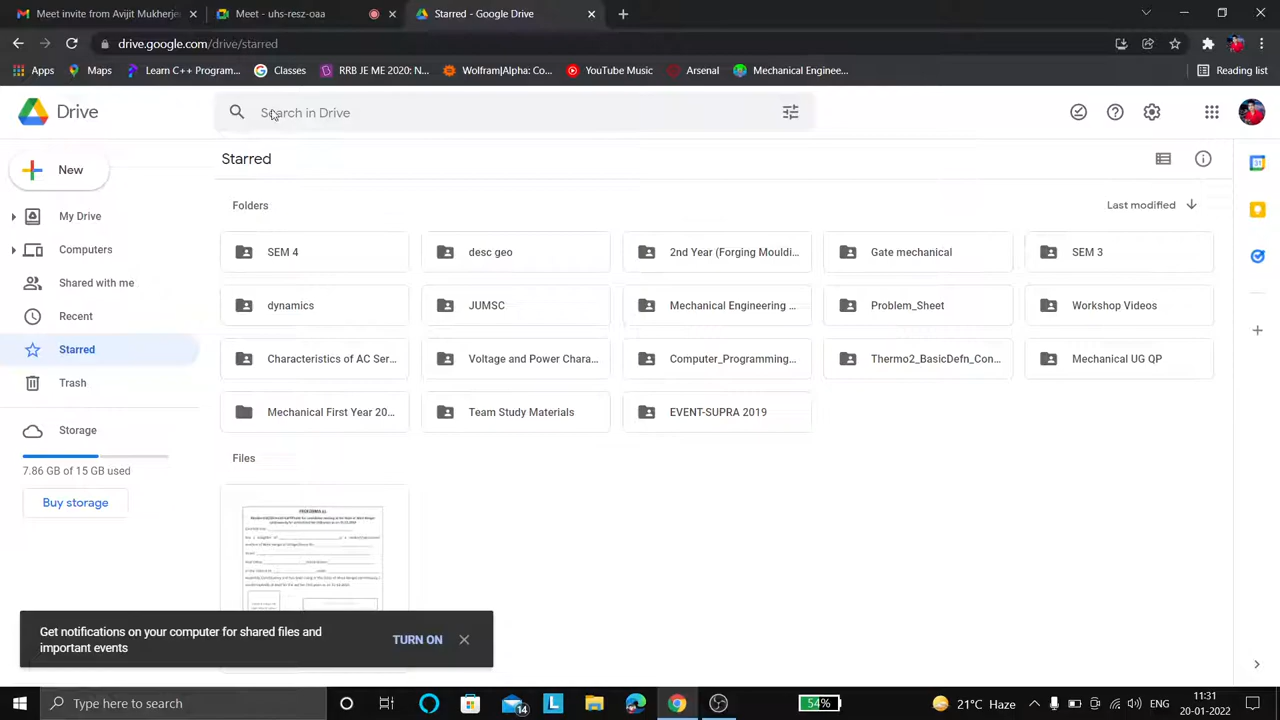 Meet invite from Avijit Mukherje
Meet - uhs-resz-oaa
Starred - Google Drive
drive.google.com/drive/starred
Apps
Maps
Learn C++ Program...
Classes
RRB JE ME 2020: N...
Wolfram|Alpha: Co...
YouTube Music
Arsenal
Mechanical Enginee...
Reading list
Drive
Search in Drive
Starred
New
My Drive
Computers
Shared with me
Recent
Starred
Trash
Storage
7.86 GB of 15 GB used
Buy storage
Folders
Last modified
SEM 4
desc geo
2nd Year (Forging Mouldi...
Gate mechanical
SEM 3
dynamics
JUMSC
Mechanical Engineering ...
Problem_Sheet
Workshop Videos
Characteristics of AC Ser...
Voltage and Power Chara...
Computer_Programming...
Thermo2_BasicDefn_Con...
Mechanical UG QP
Mechanical First Year 20...
Team Study Materials
EVENT-SUPRA 2019
Files
Get notifications on your computer for shared files and
important events
TURN ON
Type here to search
14
54%
21°C Haze
ENG
11:31
20-01-2022